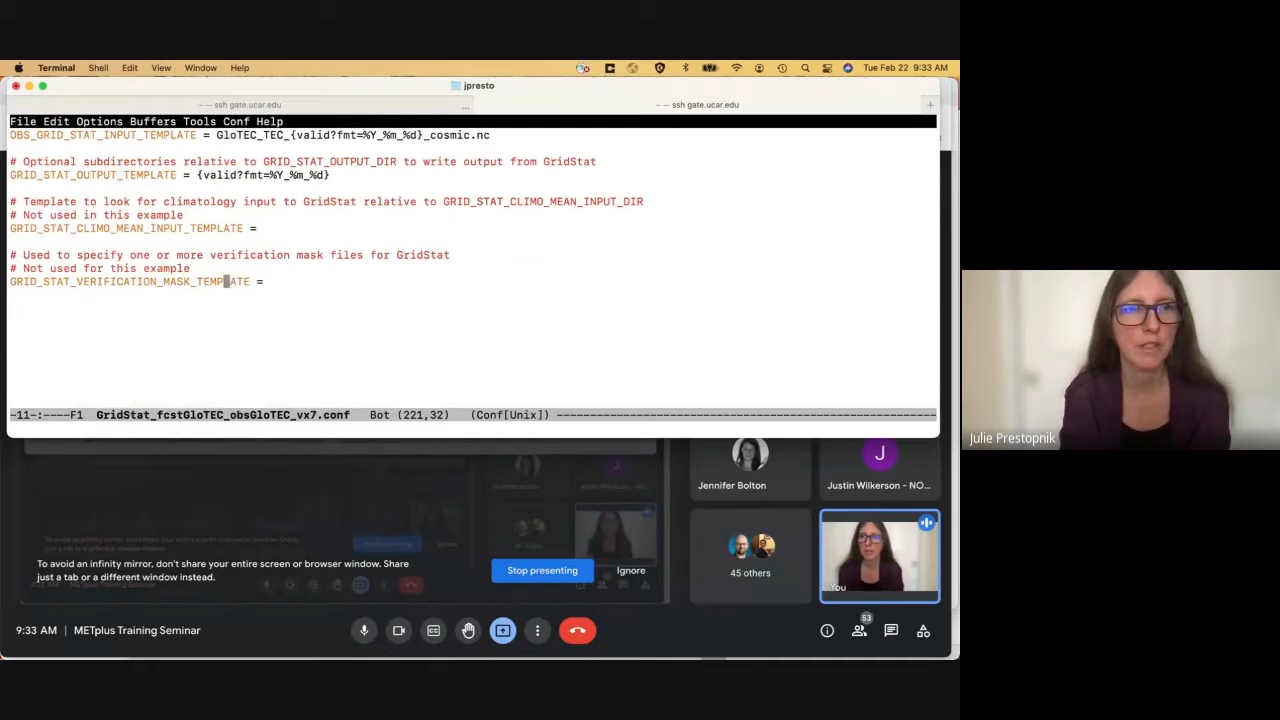 Terminal Shell Edit View Window Help Tue Feb 22 9:33 AM
jpresto
~ — ssh gate.ucar.edu ... ~ — ssh gate.ucar.edu +
File Edit Options Buffers Tools Conf Help
OBS_GRID_STAT_INPUT_TEMPLATE = GloTEC_TEC_{valid?fmt=%Y_%m_%d}_cosmic.nc
# Optional subdirectories relative to GRID_STAT_OUTPUT_DIR to write output from GridStat
GRID_STAT_OUTPUT_TEMPLATE = {valid?fmt=%Y_%m_%d}
# Template to look for climatology input to GridStat relative to GRID_STAT_CLIMO_MEAN_INPUT_DIR
# Not used in this example
GRID_STAT_CLIMO_MEAN_INPUT_TEMPLATE =
# Used to specify one or more verification mask files for GridStat
# Not used for this example
GRID_STAT_VERIFICATION_MASK_TEMPLATE =
-11-:----F1 GridStat_fcstGloTEC_obsGloTEC_vx7.conf Bot (221,32) (Conf[Unix])
Julie Prestopnik
J
Jennifer Bolton
Justin Wilkerson - NO...
To avoid an infinity mirror, don't share your entire screen or browser window. Share
just a tab or a different window instead.
Stop presenting
Ignore
45 others
You
53
9:33 AM | METplus Training Seminar